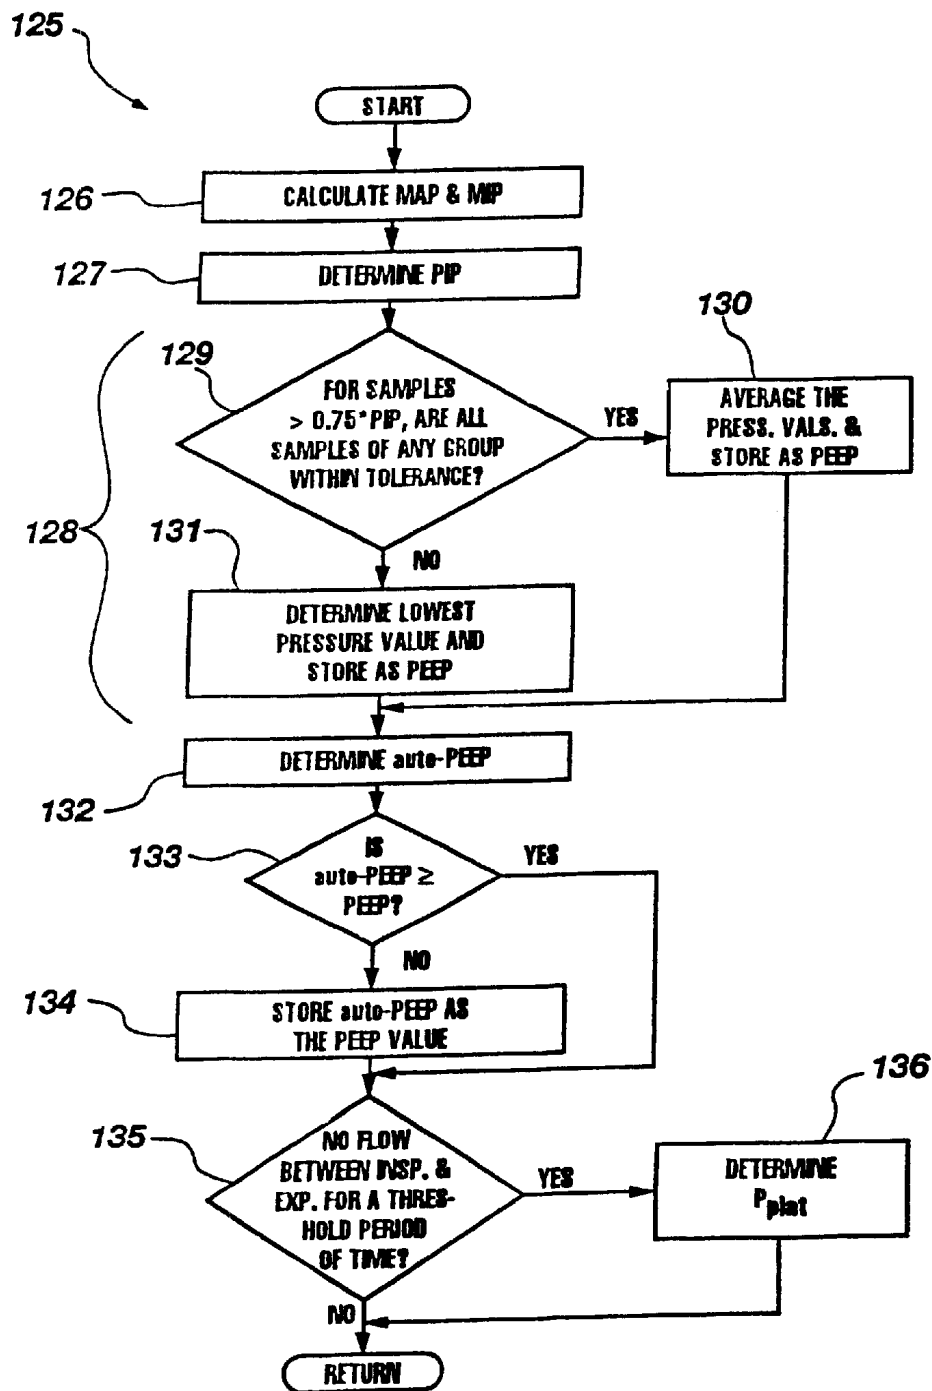 125
START
126
CALCULATE MAP & MIP
127
DETERMINE PIP
128
129
FOR SAMPLES
> 0.75*PIP, ARE ALL
SAMPLES OF ANY GROUP
WITHIN TOLERANCE?
YES
130
AVERAGE THE
PRESS. VALS. &
STORE AS PEEP
NO
131
DETERMINE LOWEST
PRESSURE VALUE AND
STORE AS PEEP
132
DETERMINE auto-PEEP
133
IS
auto-PEEP ≥
PEEP?
YES
NO
134
STORE auto-PEEP AS
THE PEEP VALUE
135
NO FLOW
BETWEEN INSP. &
EXP. FOR A THRES-
HOLD PERIOD
OF TIME?
YES
136
DETERMINE
Pplat
NO
RETURN